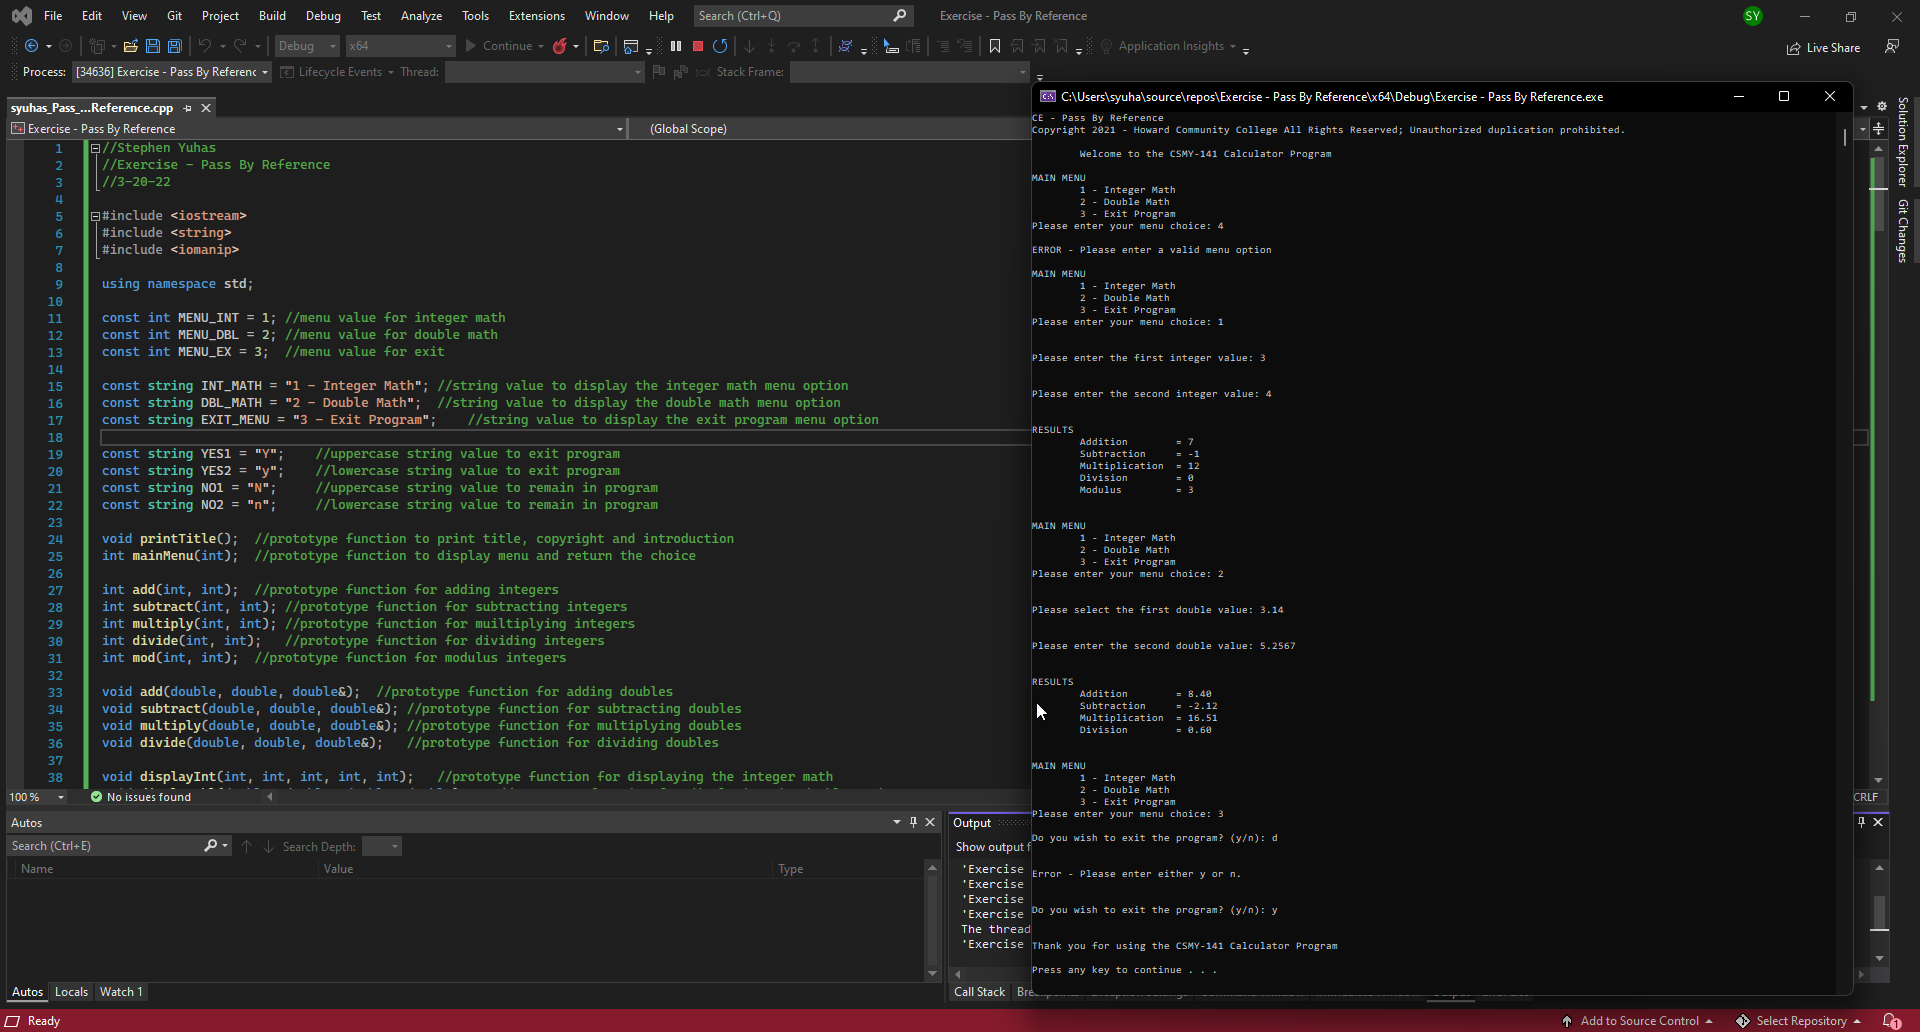 File Edit View Git Project Build Debug Test Analyze Tools Extensions Window Help Search (Ctrl+Q) Exercise - Pass By Reference SY
Debug x64 Continue Application Insights Live Share
Process: [34636] Exercise - Pass By Referenc Lifecycle Events Thread: Stack Frame:
syuhas_Pass_...Reference.cpp
Exercise - Pass By Reference (Global Scope)
1 //Stephen Yuhas
2 //Exercise - Pass By Reference
3 //3-20-22
4
5 #include <iostream>
6 #include <string>
7 #include <iomanip>
8
9 using namespace std;
10
11 const int MENU_INT = 1; //menu value for integer math
12 const int MENU_DBL = 2; //menu value for double math
13 const int MENU_EX = 3; //menu value for exit
14
15 const string INT_MATH = "1 - Integer Math"; //string value to display the integer math menu option
16 const string DBL_MATH = "2 - Double Math"; //string value to display the double math menu option
17 const string EXIT_MENU = "3 - Exit Program"; //string value to display the exit program menu option
18
19 const string YES1 = "Y"; //uppercase string value to exit program
20 const string YES2 = "y"; //lowercase string value to exit program
21 const string NO1 = "N"; //uppercase string value to remain in program
22 const string NO2 = "n"; //lowercase string value to remain in program
23
24 void printTitle(); //prototype function to print title, copyright and introduction
25 int mainMenu(int); //prototype function to display menu and return the choice
26
27 int add(int, int); //prototype function for adding integers
28 int subtract(int, int); //prototype function for subtracting integers
29 int multiply(int, int); //prototype function for muiltiplying integers
30 int divide(int, int); //prototype function for dividing integers
31 int mod(int, int); //prototype function for modulus integers
32
33 void add(double, double, double&); //prototype function for adding doubles
34 void subtract(double, double, double&); //prototype function for subtracting doubles
35 void multiply(double, double, double&); //prototype function for multiplying doubles
36 void divide(double, double, double&); //prototype function for dividing doubles
37
38 void displayInt(int, int, int, int, int); //prototype function for displaying the integer math
100 % No issues found
CRLF
Autos
Search (Ctrl+E) Search Depth:
Name Value Type
Autos Locals Watch 1
Output
Show output f
'Exercise
'Exercise
'Exercise
'Exercise
The thread
'Exercise
Call Stack Bre
C:\Users\syuha\source\repos\Exercise - Pass By Reference\x64\Debug\Exercise - Pass By Reference.exe
CE - Pass By Reference
Copyright 2021 - Howard Community College All Rights Reserved; Unauthorized duplication prohibited.
Welcome to the CSMY-141 Calculator Program
MAIN MENU
1 - Integer Math
2 - Double Math
3 - Exit Program
Please enter your menu choice: 4
ERROR - Please enter a valid menu option
MAIN MENU
1 - Integer Math
2 - Double Math
3 - Exit Program
Please enter your menu choice: 1
Please enter the first integer value: 3
Please enter the second integer value: 4
RESULTS
Addition = 7
Subtraction = -1
Multiplication = 12
Division = 0
Modulus = 3
MAIN MENU
1 - Integer Math
2 - Double Math
3 - Exit Program
Please enter your menu choice: 2
Please select the first double value: 3.14
Please enter the second double value: 5.2567
RESULTS
Addition = 8.40
Subtraction = -2.12
Multiplication = 16.51
Division = 0.60
MAIN MENU
1 - Integer Math
2 - Double Math
3 - Exit Program
Please enter your menu choice: 3
Do you wish to exit the program? (y/n): d
Error - Please enter either y or n.
Do you wish to exit the program? (y/n): y
Thank you for using the CSMY-141 Calculator Program
Press any key to continue . . .
Solution Explorer
Git Changes
Ready Add to Source Control Select Repository 1